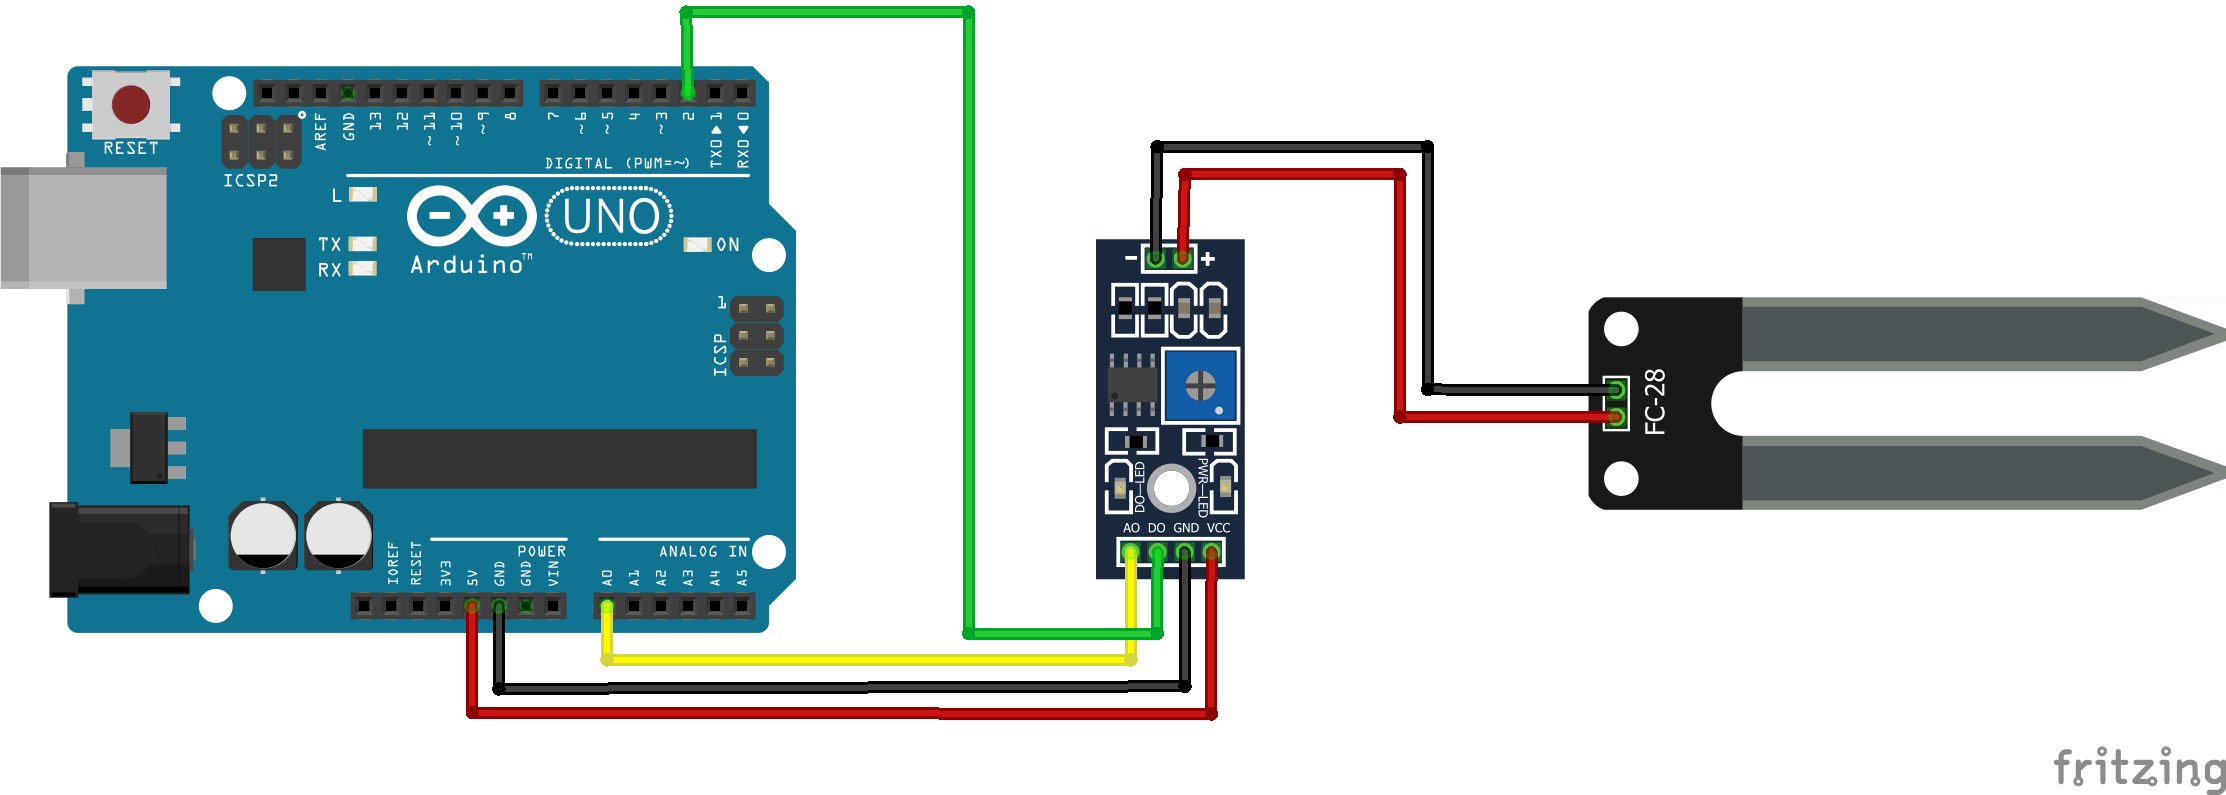 RESET
ICSP2
AREF
GND
13
12
~11
~10
~9
8
7
~6
~5
4
~3
2
TX0▶1
RX0◀0
DIGITAL (PWM=~)
L
TX
RX
Arduino™
UNO
ON
1
ICSP
IOREF
RESET
3V3
5V
GND
GND
VIN
POWER
ANALOG IN
A0
A1
A2
A3
A4
A5
- +
DO-LED
PWR-LED
AO DO GND VCC
FC-28
fritzing